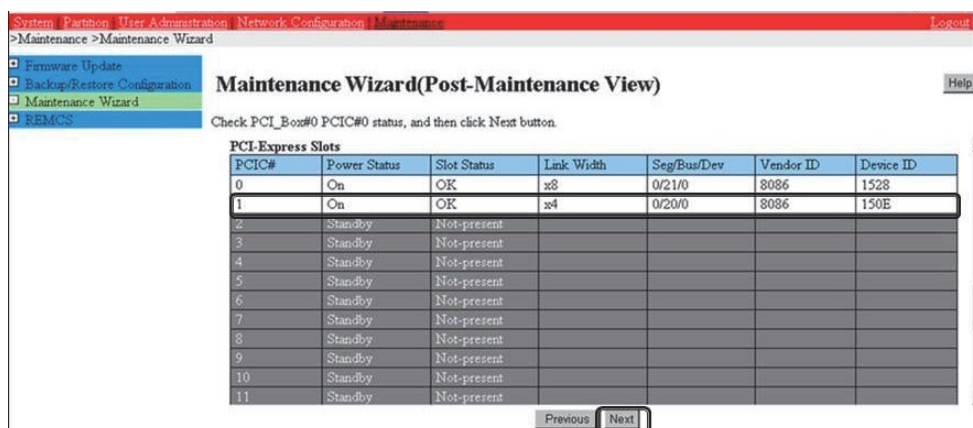 System | Partition | User Administration | Network Configuration | Maintenance Logout
>Maintenance >Maintenance Wizard
Firmware Update
Backup/Restore Configuration
Maintenance Wizard
REMCS
Maintenance Wizard(Post-Maintenance View)
Help
Check PCI_Box#0 PCIC#0 status, and then click Next button.
PCI-Express Slots
PCIC# Power Status Slot Status Link Width Seg/Bus/Dev Vendor ID Device ID
0 On OK x8 0/21/0 8086 1528
1 On OK x4 0/20/0 8086 150E
2 Standby Not-present
3 Standby Not-present
4 Standby Not-present
5 Standby Not-present
6 Standby Not-present
7 Standby Not-present
8 Standby Not-present
9 Standby Not-present
10 Standby Not-present
11 Standby Not-present
Previous Next